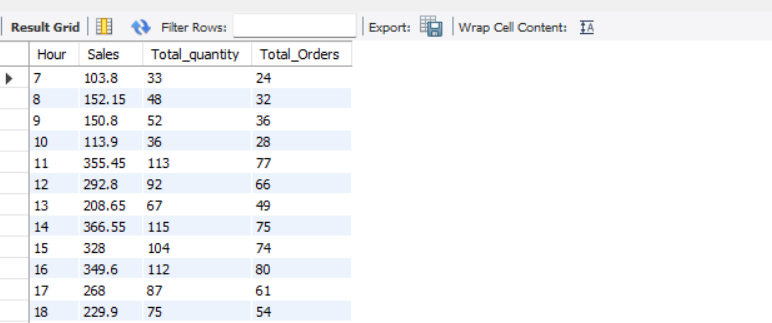 Result Grid Filter Rows: Export: Wrap Cell Content: IA
Hour Sales Total_quantity Total_Orders
7 103.8 33 24
8 152.15 48 32
9 150.8 52 36
10 113.9 36 28
11 355.45 113 77
12 292.8 92 66
13 208.65 67 49
14 366.55 115 75
15 328 104 74
16 349.6 112 80
17 268 87 61
18 229.9 75 54